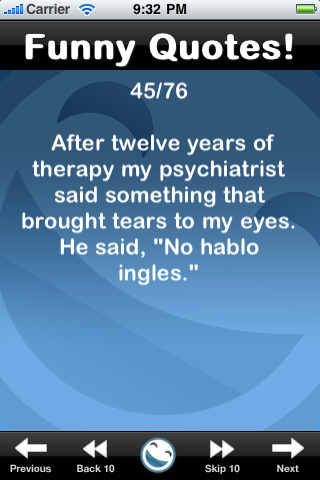 Carrier 9:32 PM
Funny Quotes!
45/76
After twelve years of
therapy my psychiatrist
said something that
brought tears to my eyes.
He said, "No hablo
ingles."
Previous Back 10 Skip 10 Next